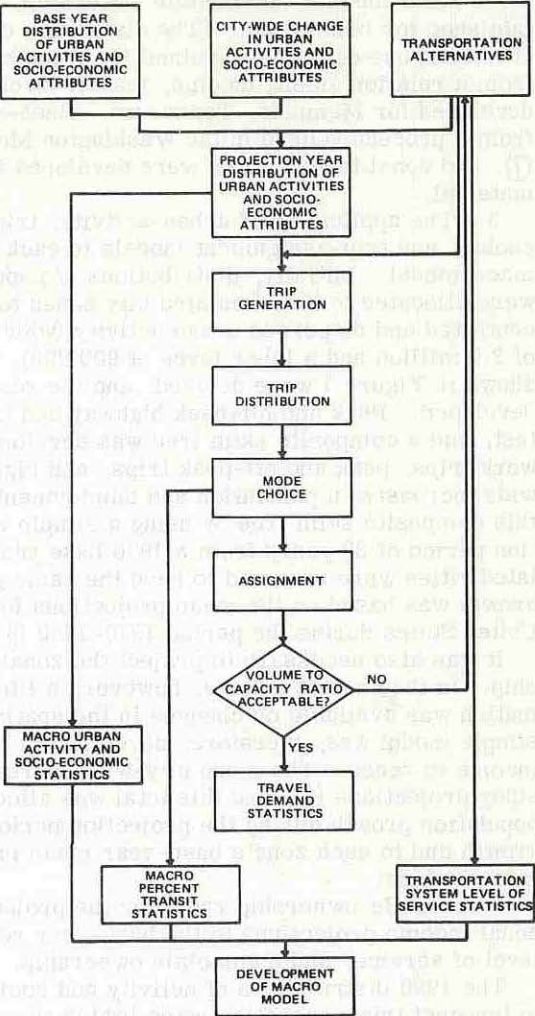 BASE YEAR
DISTRIBUTION
OF URBAN
ACTIVITIES AND
SOCIO-ECONOMIC
ATTRIBUTES
CITY-WIDE CHANGE
IN URBAN
ACTIVITIES AND
SOCIO-ECONOMIC
ATTRIBUTES
TRANSPORTATION
ALTERNATES
PROJECTION YEAR
DISTRIBUTION OF
URBAN ACTIVITIES
AND SOCIO-
ECONOMIC
ATTRIBUTES
TRIP
GENERATION
TRIP
DISTRIBUTION
MODE
CHOICE
ASSIGNMENT
VOLUME TO
CAPACITY RATIO
ACCEPTABLE?
NO
YES
MACRO URBAN
ACTIVITY AND
SOCIO-ECONOMIC
STATISTICS
TRAVEL
DEMAND
STATISTICS
MACRO
PERCENT
TRANSIT
STATISTICS
TRANSPORTATION
SYSTEM LEVEL OF
SERVICE STATISTICS
DEVELOPMENT
OF MACRO
MODEL